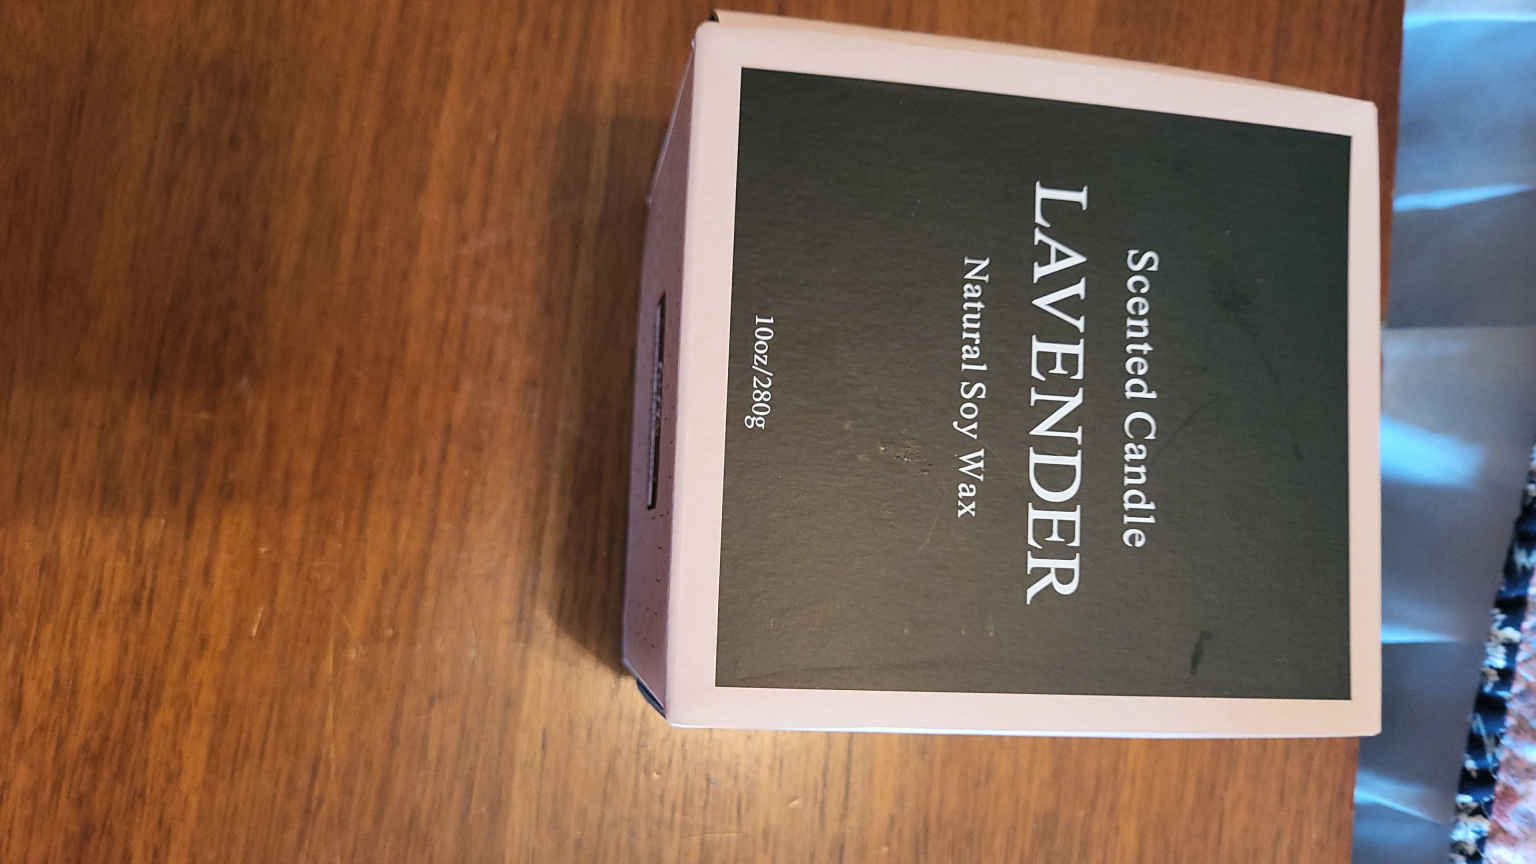 Scented Candle
LAVENDER
Natural Soy Wax
10oz/280g